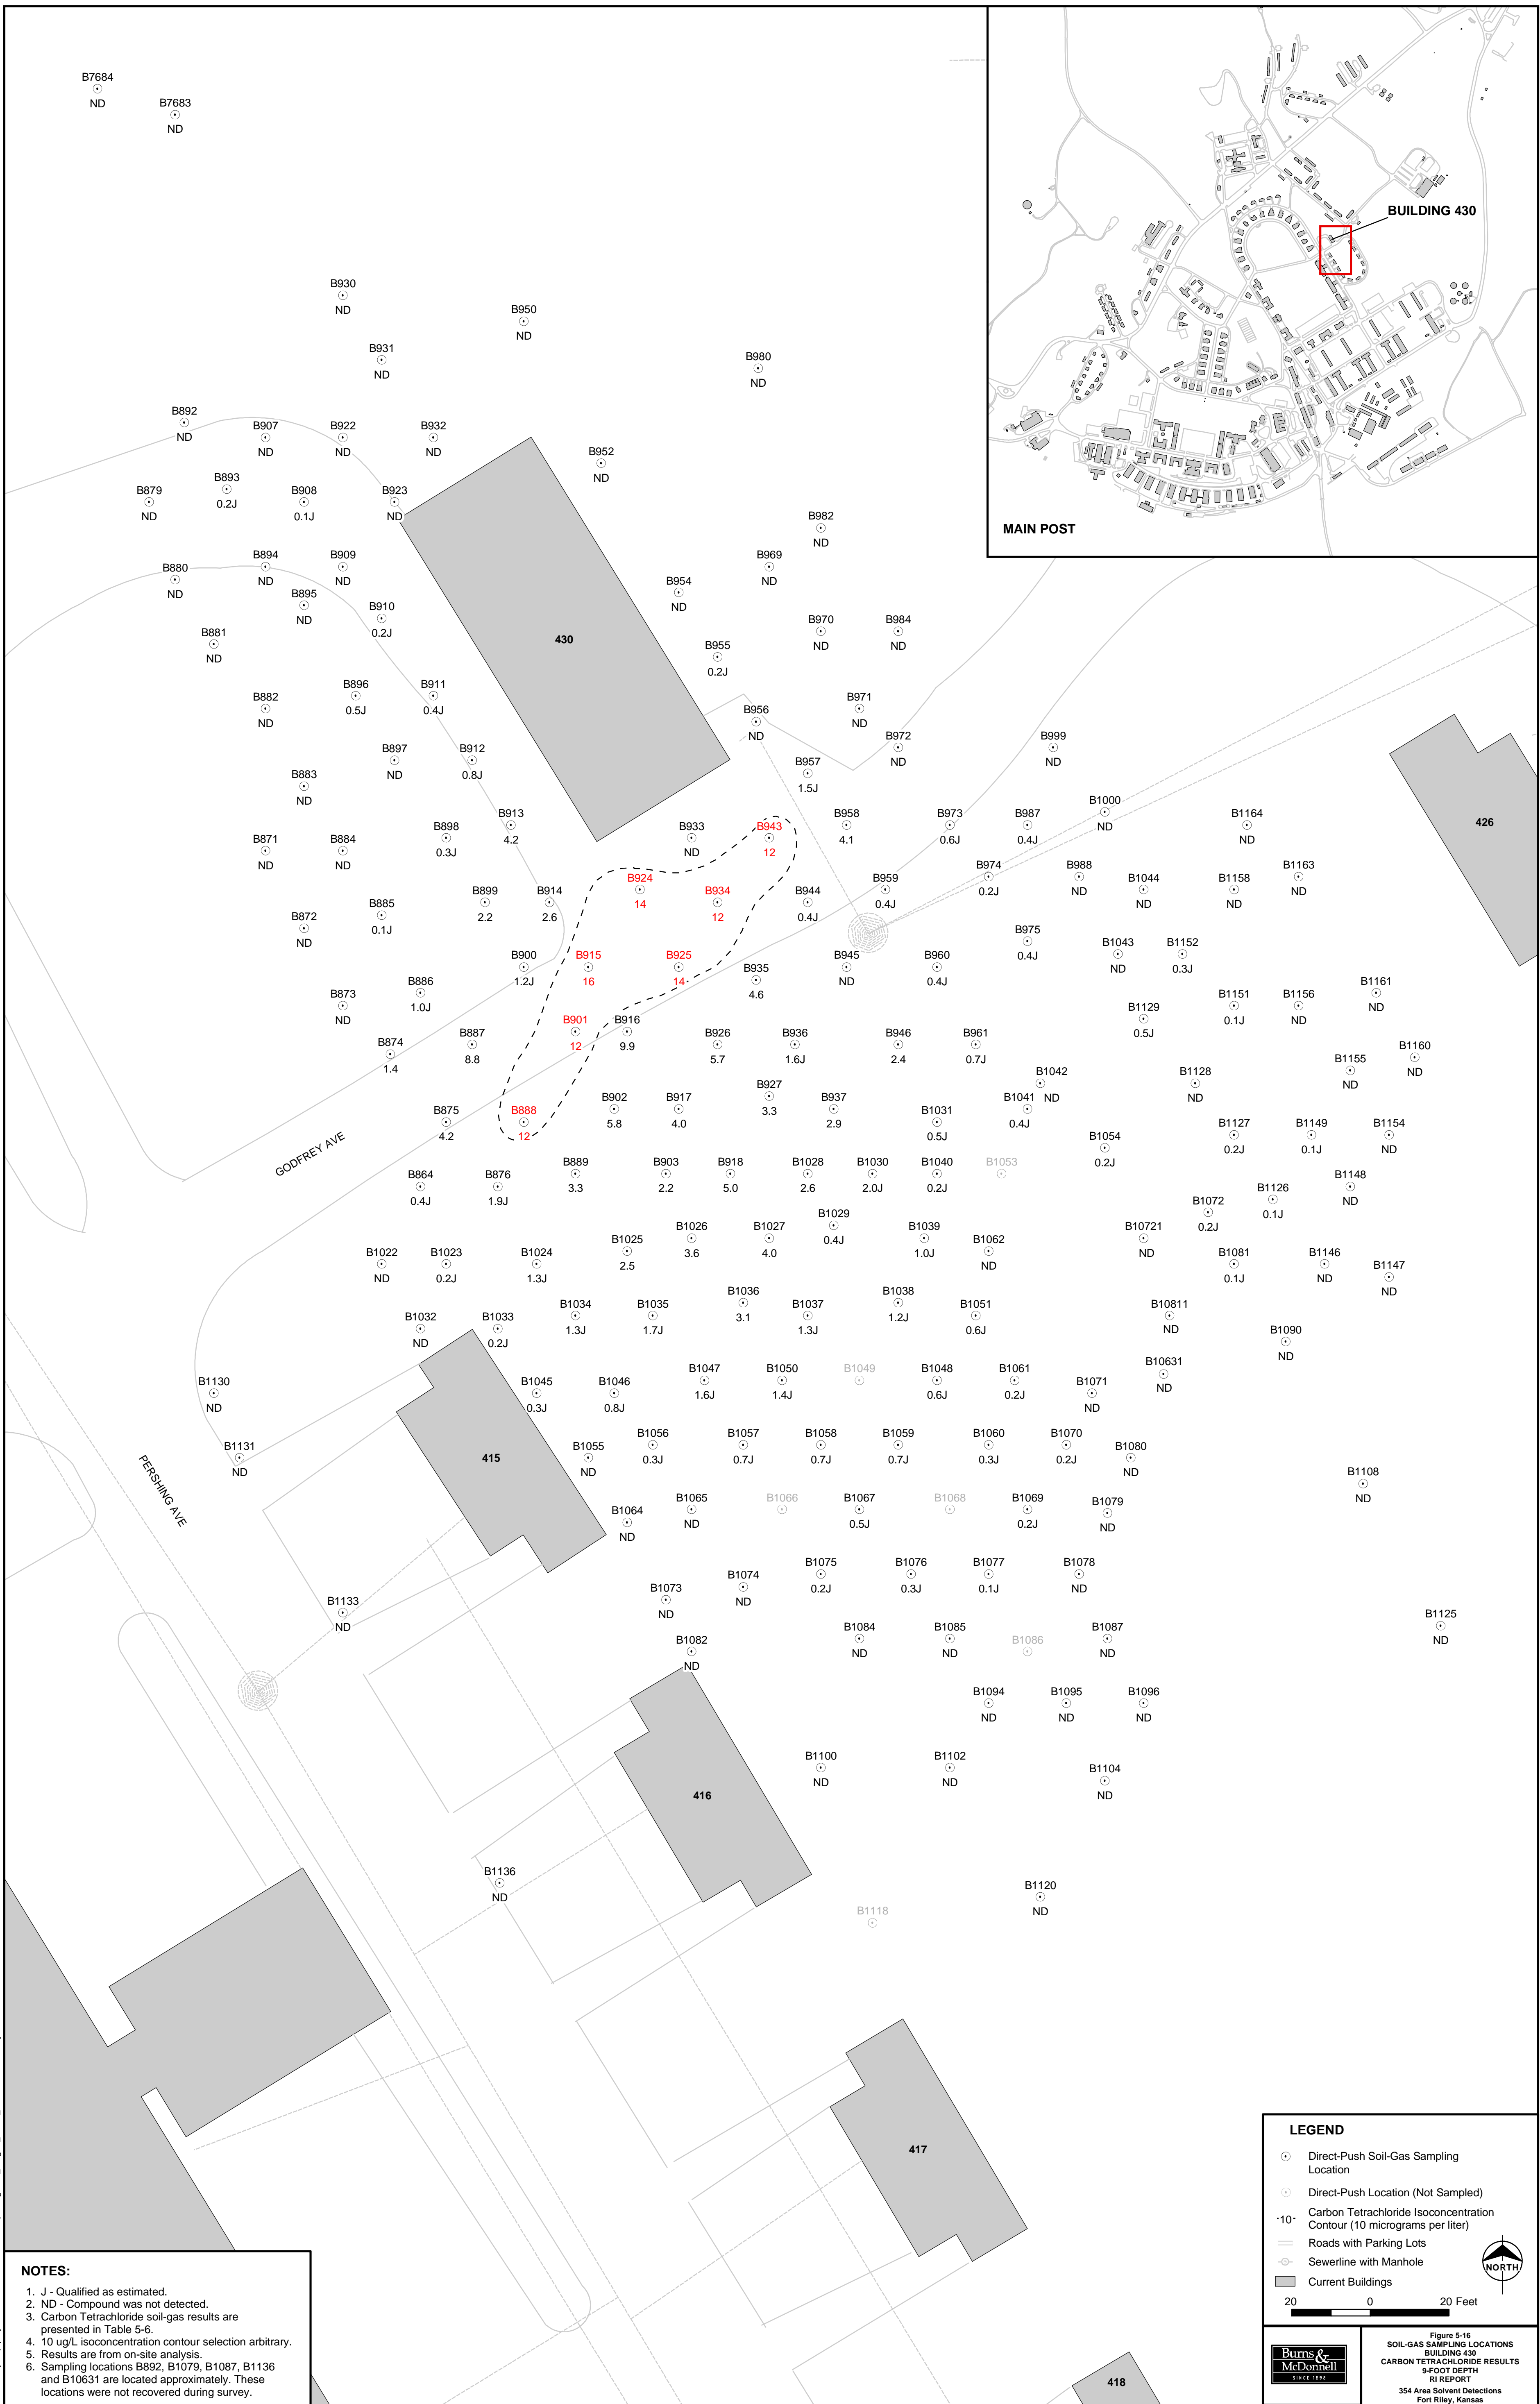 B7684
ND
B7683
ND
B930
ND
B950
ND
B931
ND
B980
ND
B892
ND
B907
ND
B922
ND
B932
ND
B952
ND
B893
0.2J
B879
ND
B908
0.1J
B923
ND
B982
ND
B894
ND
B909
ND
B969
ND
B880
ND
B954
ND
B895
ND
B910
0.2J
430
B970
ND
B984
ND
B881
ND
B955
0.2J
B896
0.5J
B911
0.4J
B882
ND
B971
ND
B956
ND
B972
ND
B999
ND
B897
ND
B912
0.8J
B957
1.5J
B883
ND
B1000
ND
B913
4.2
B958
4.1
B973
0.6J
B987
0.4J
B1164
ND
426
B898
0.3J
B933
ND
B943
12
B871
ND
B884
ND
B974
0.2J
B988
ND
B1163
ND
B924
14
B959
0.4J
B1044
ND
B1158
ND
B899
2.2
B914
2.6
B934
12
B944
0.4J
B885
0.1J
B872
ND
B975
0.4J
B1043
ND
B1152
0.3J
B900
1.2J
B915
16
B925
14
B945
ND
B960
0.4J
B935
4.6
B886
1.0J
B1161
ND
B873
ND
B1151
0.1J
B1156
ND
B1129
0.5J
B901
12
B916
9.9
B887
8.8
B926
5.7
B936
1.6J
B946
2.4
B961
0.7J
B874
1.4
B1160
ND
B1155
ND
B1042
ND
B1128
ND
B927
3.3
B902
5.8
B917
4.0
B937
2.9
B1041
0.4J
B875
4.2
B888
12
B1031
0.5J
B1127
0.2J
B1149
0.1J
B1154
ND
B1054
0.2J
GODFREY AVE
B889
3.3
B903
2.2
B918
5.0
B1028
2.6
B1030
2.0J
B1040
0.2J
B1053
B864
0.4J
B876
1.9J
B1148
ND
B1126
0.1J
B1072
0.2J
B1029
0.4J
B1026
3.6
B1027
4.0
B1039
1.0J
B10721
ND
B1025
2.5
B1062
ND
B1022
ND
B1023
0.2J
B1024
1.3J
B1081
0.1J
B1146
ND
B1147
ND
B1036
3.1
B1038
1.2J
B1034
1.3J
B1035
1.7J
B1037
1.3J
B1051
0.6J
B10811
ND
B1032
ND
B1033
0.2J
B1090
ND
B10631
ND
B1047
1.6J
B1050
1.4J
B1049
B1048
0.6J
B1061
0.2J
B1130
ND
B1045
0.3J
B1046
0.8J
B1071
ND
B1131
ND
B1056
0.3J
B1057
0.7J
B1058
0.7J
B1059
0.7J
B1060
0.3J
B1070
0.2J
415
B1055
ND
B1080
ND
PERSHING AVE
B1108
ND
B1065
ND
B1066
B1067
0.5J
B1068
B1069
0.2J
B1079
ND
B1064
ND
B1075
0.2J
B1076
0.3J
B1077
0.1J
B1078
ND
B1074
ND
B1073
ND
B1133
ND
B1125
ND
B1084
ND
B1085
ND
B1087
ND
B1082
ND
B1086
B1094
ND
B1095
ND
B1096
ND
B1100
ND
B1102
ND
B1104
ND
416
B1136
ND
B1120
ND
B1118
417
418
BUILDING 430
MAIN POST
NOTES:
1. J - Qualified as estimated.
2. ND - Compound was not detected.
3. Carbon Tetrachloride soil-gas results are
presented in Table 5-6.
4. 10 ug/L isoconcentration contour selection arbitrary.
5. Results are from on-site analysis.
6. Sampling locations B892, B1079, B1087, B1136
and B10631 are located approximately. These
locations were not recovered during survey.
LEGEND
Direct-Push Soil-Gas Sampling
Location
Direct-Push Location (Not Sampled)
-10- Carbon Tetrachloride Isoconcentration
Contour (10 micrograms per liter)
Roads with Parking Lots
Sewerline with Manhole
Current Buildings
NORTH
20 0 20 Feet
Burns &
McDonnell
SINCE 1898
Figure 5-16
SOIL-GAS SAMPLING LOCATIONS
BUILDING 430
CARBON TETRACHLORIDE RESULTS
9-FOOT DEPTH
RI REPORT
354 Area Solvent Detections
Fort Riley, Kansas